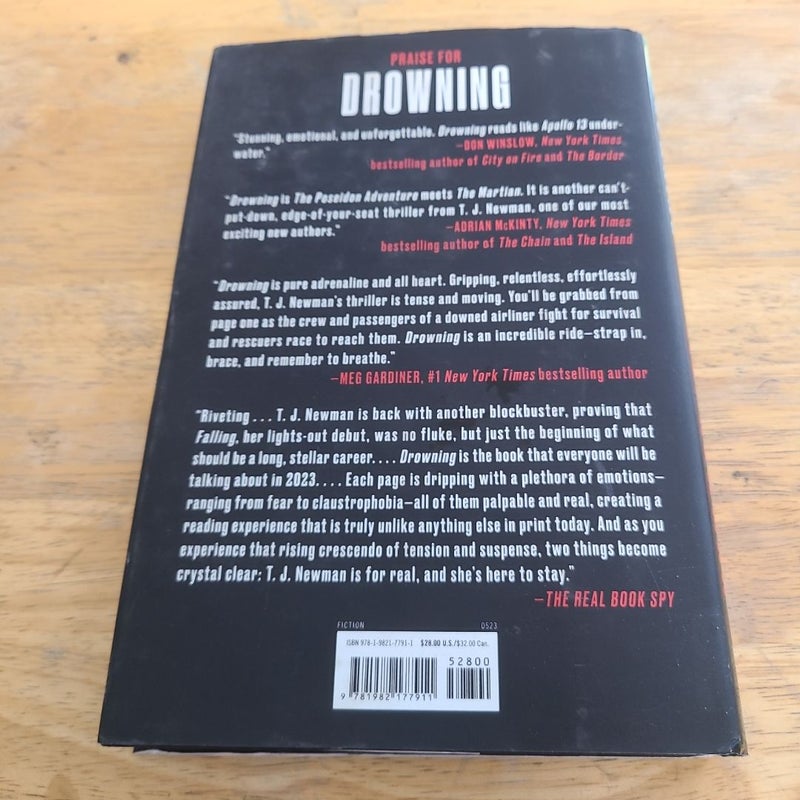 PRAISE FOR
DROWNING
"Stunning, emotional, and unforgettable. Drowning reads like Apollo 13 under-
water."
—DON WINSLOW, New York Times
bestselling author of City on Fire and The Border
"Drowning is The Poseidon Adventure meets The Martian. It is another can't-
put-down, edge-of-your-seat thriller from T. J. Newman, one of our most
exciting new authors."
—ADRIAN McKINTY, New York Times
bestselling author of The Chain and The Island
"Drowning is pure adrenaline and all heart. Gripping, relentless, effortlessly
assured, T. J. Newman's thriller is tense and moving. You'll be grabbed from
page one as the crew and passengers of a downed airliner fight for survival
and rescuers race to reach them. Drowning is an incredible ride—strap in,
brace, and remember to breathe."
—MEG GARDINER, #1 New York Times bestselling author
"Riveting . . . T. J. Newman is back with another blockbuster, proving that
Falling, her lights-out debut, was no fluke, but just the beginning of what
should be a long, stellar career. . . . Drowning is the book that everyone will be
talking about in 2023. . . . Each page is dripping with a plethora of emotions—
ranging from fear to claustrophobia—all of them palpable and real, creating a
reading experience that is truly unlike anything else in print today. And as you
experience that rising crescendo of tension and suspense, two things become
crystal clear: T. J. Newman is for real, and she's here to stay."
—THE REAL BOOK SPY
FICTION 0523
ISBN 978-1-9821-7791-1 $28.00 U.S./$32.00 Can.
52800
9 781982 177911